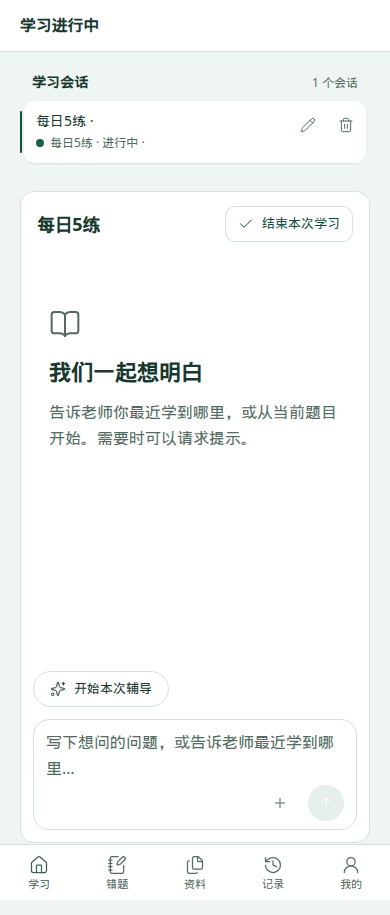 学习进行中
学习会话
1 个会话
每日5练 ·
每日5练 · 进行中 ·
每日5练
结束本次学习
我们一起想明白
告诉老师你最近学到哪里，或从当前题目
开始。需要时可以请求提示。
开始本次辅导
写下想问的问题，或告诉老师最近学到哪
里...
学习
错题
资料
记录
我的